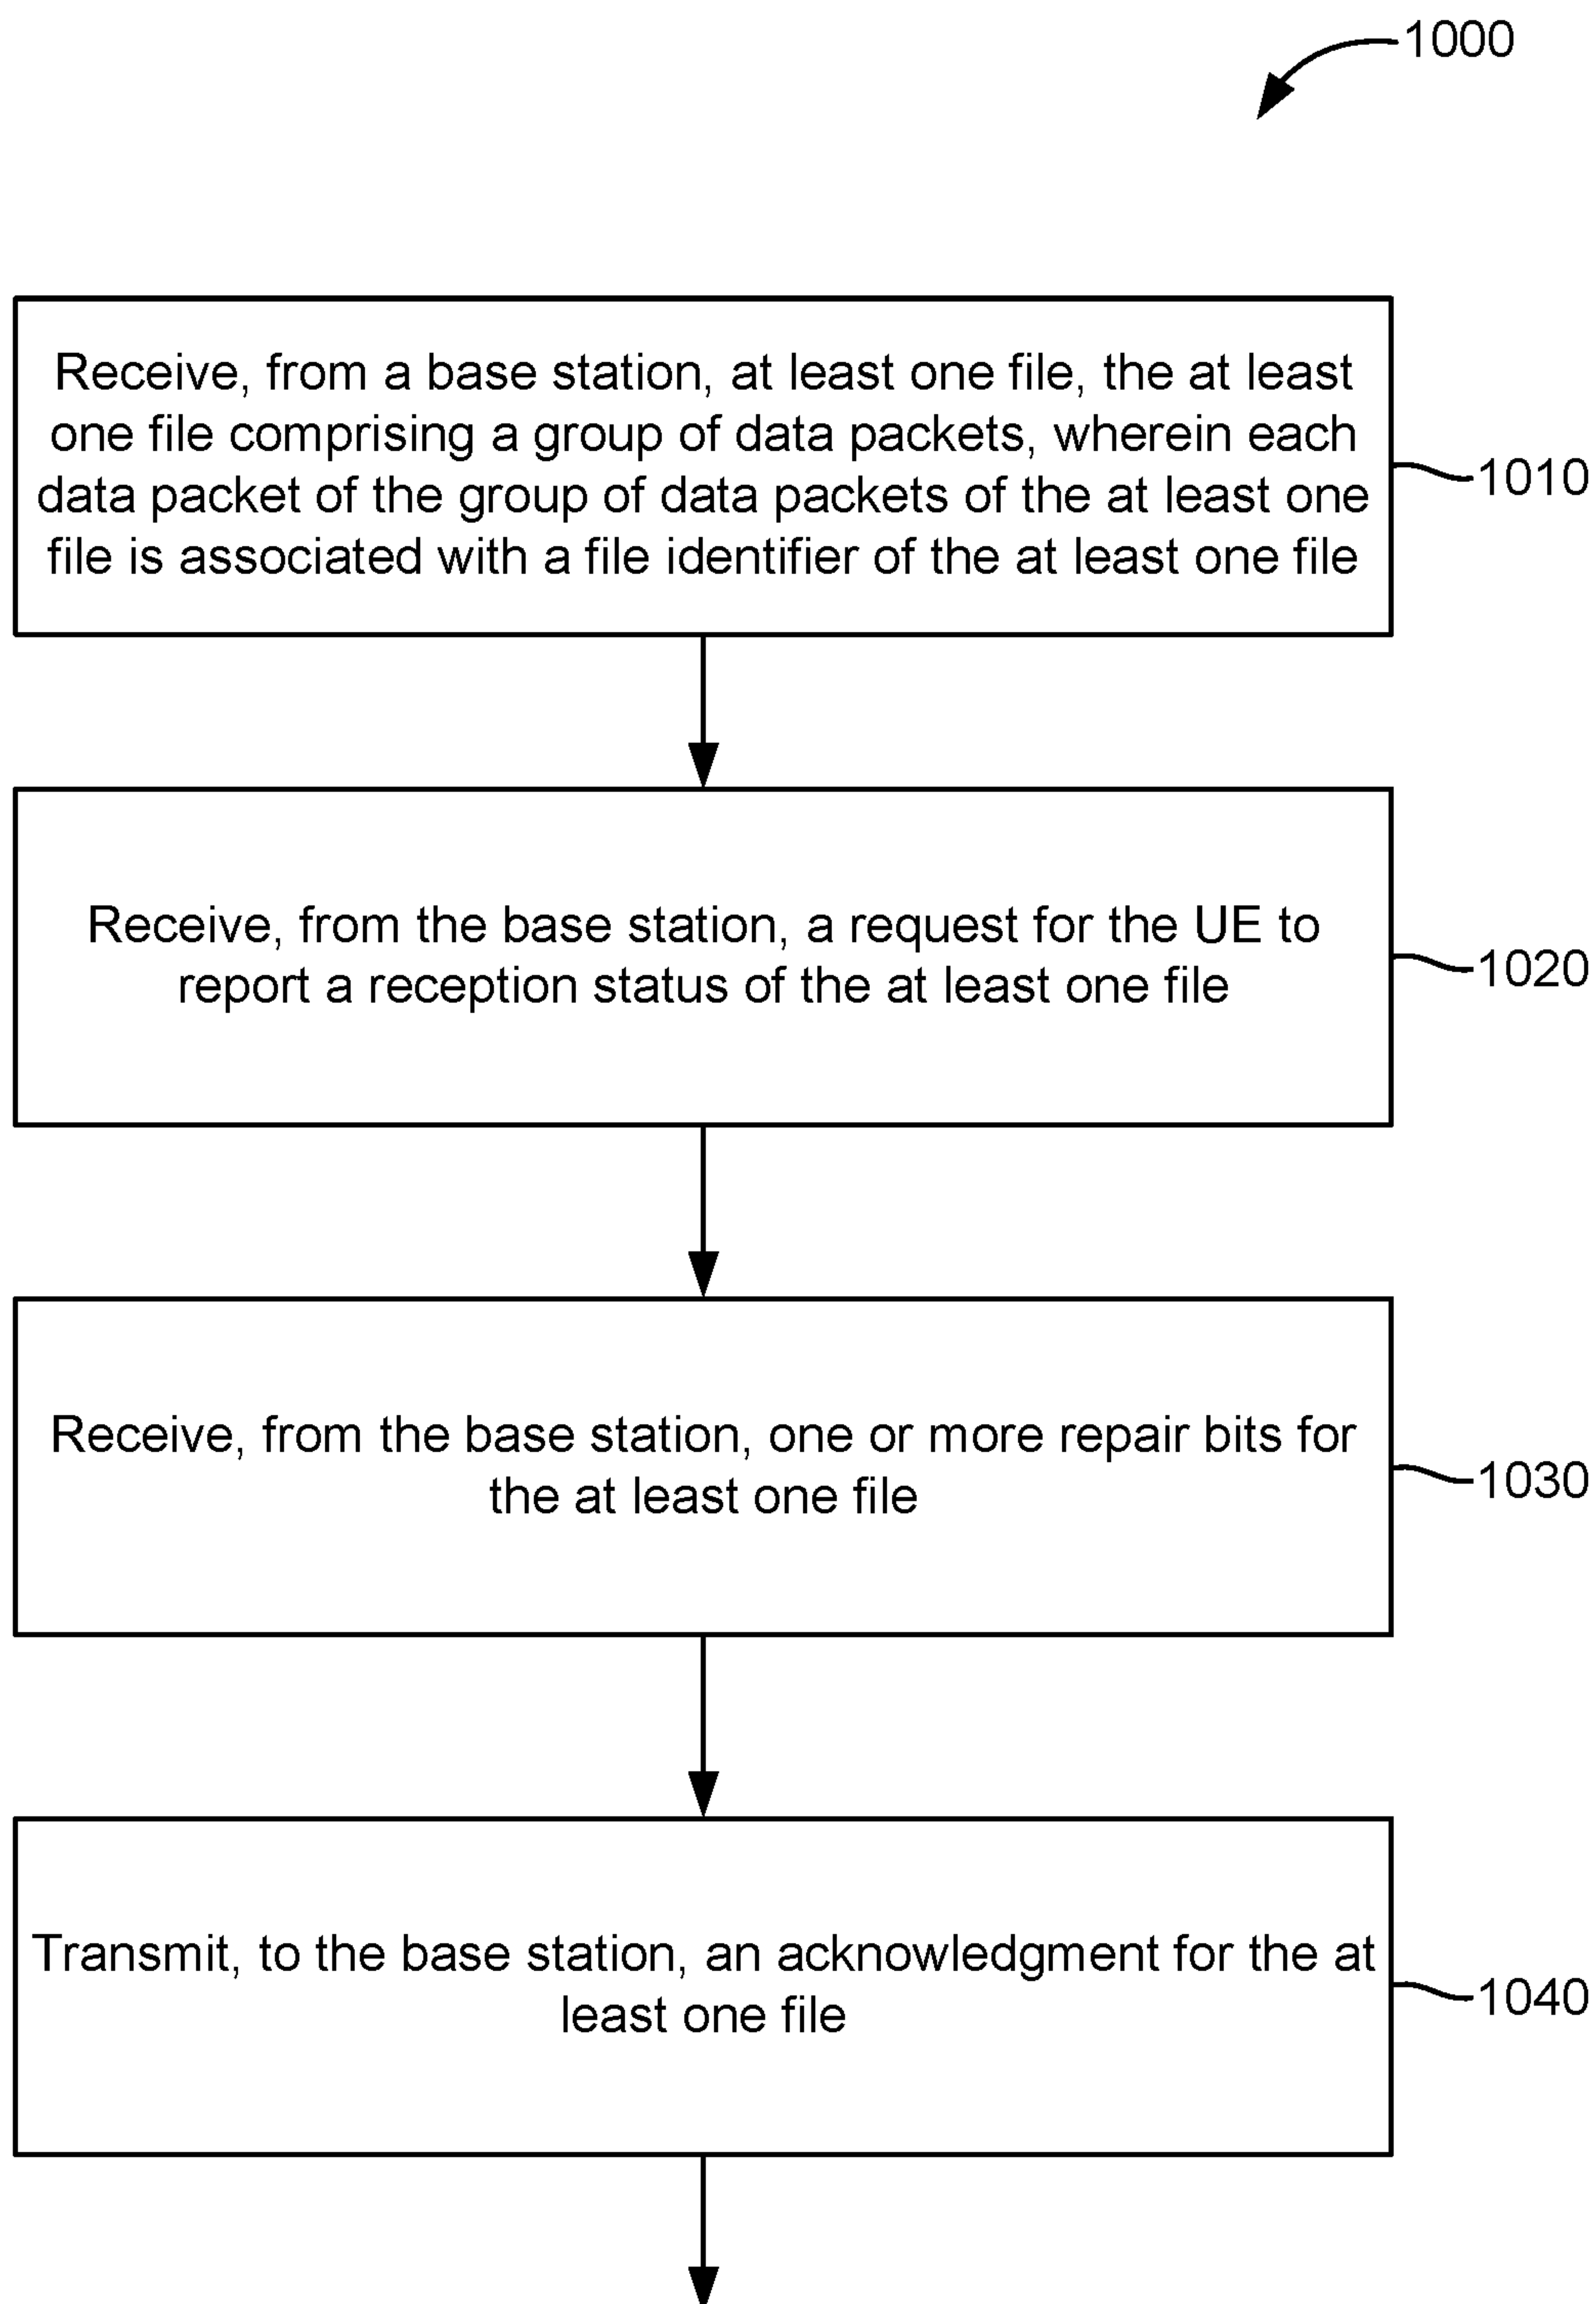 1000
Receive, from a base station, at least one file, the at least
one file comprising a group of data packets, wherein each
data packet of the group of data packets of the at least one
file is associated with a file identifier of the at least one file
1010
Receive, from the base station, a request for the UE to
report a reception status of the at least one file
1020
Receive, from the base station, one or more repair bits for
the at least one file
1030
Transmit, to the base station, an acknowledgment for the at
least one file
1040